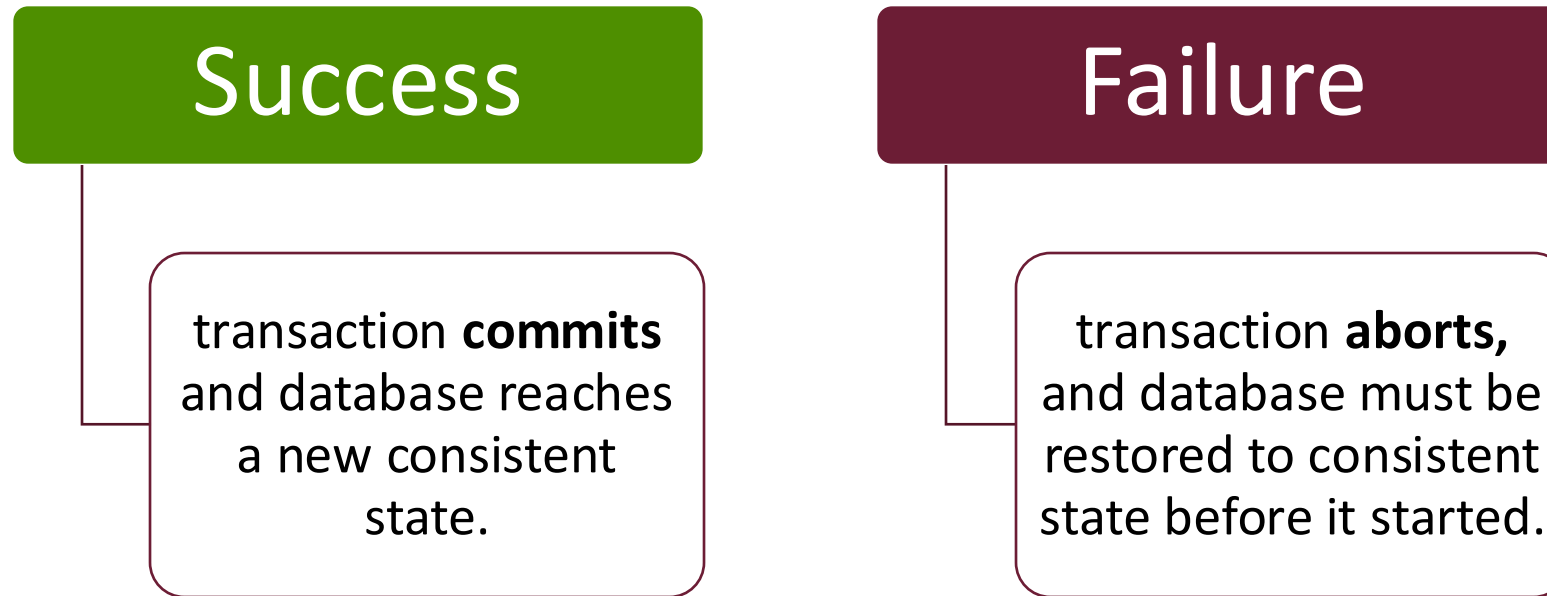 Success
transaction commits
and database reaches
a new consistent
state.
Failure
transaction aborts,
and database must be
restored to consistent
state before it started.